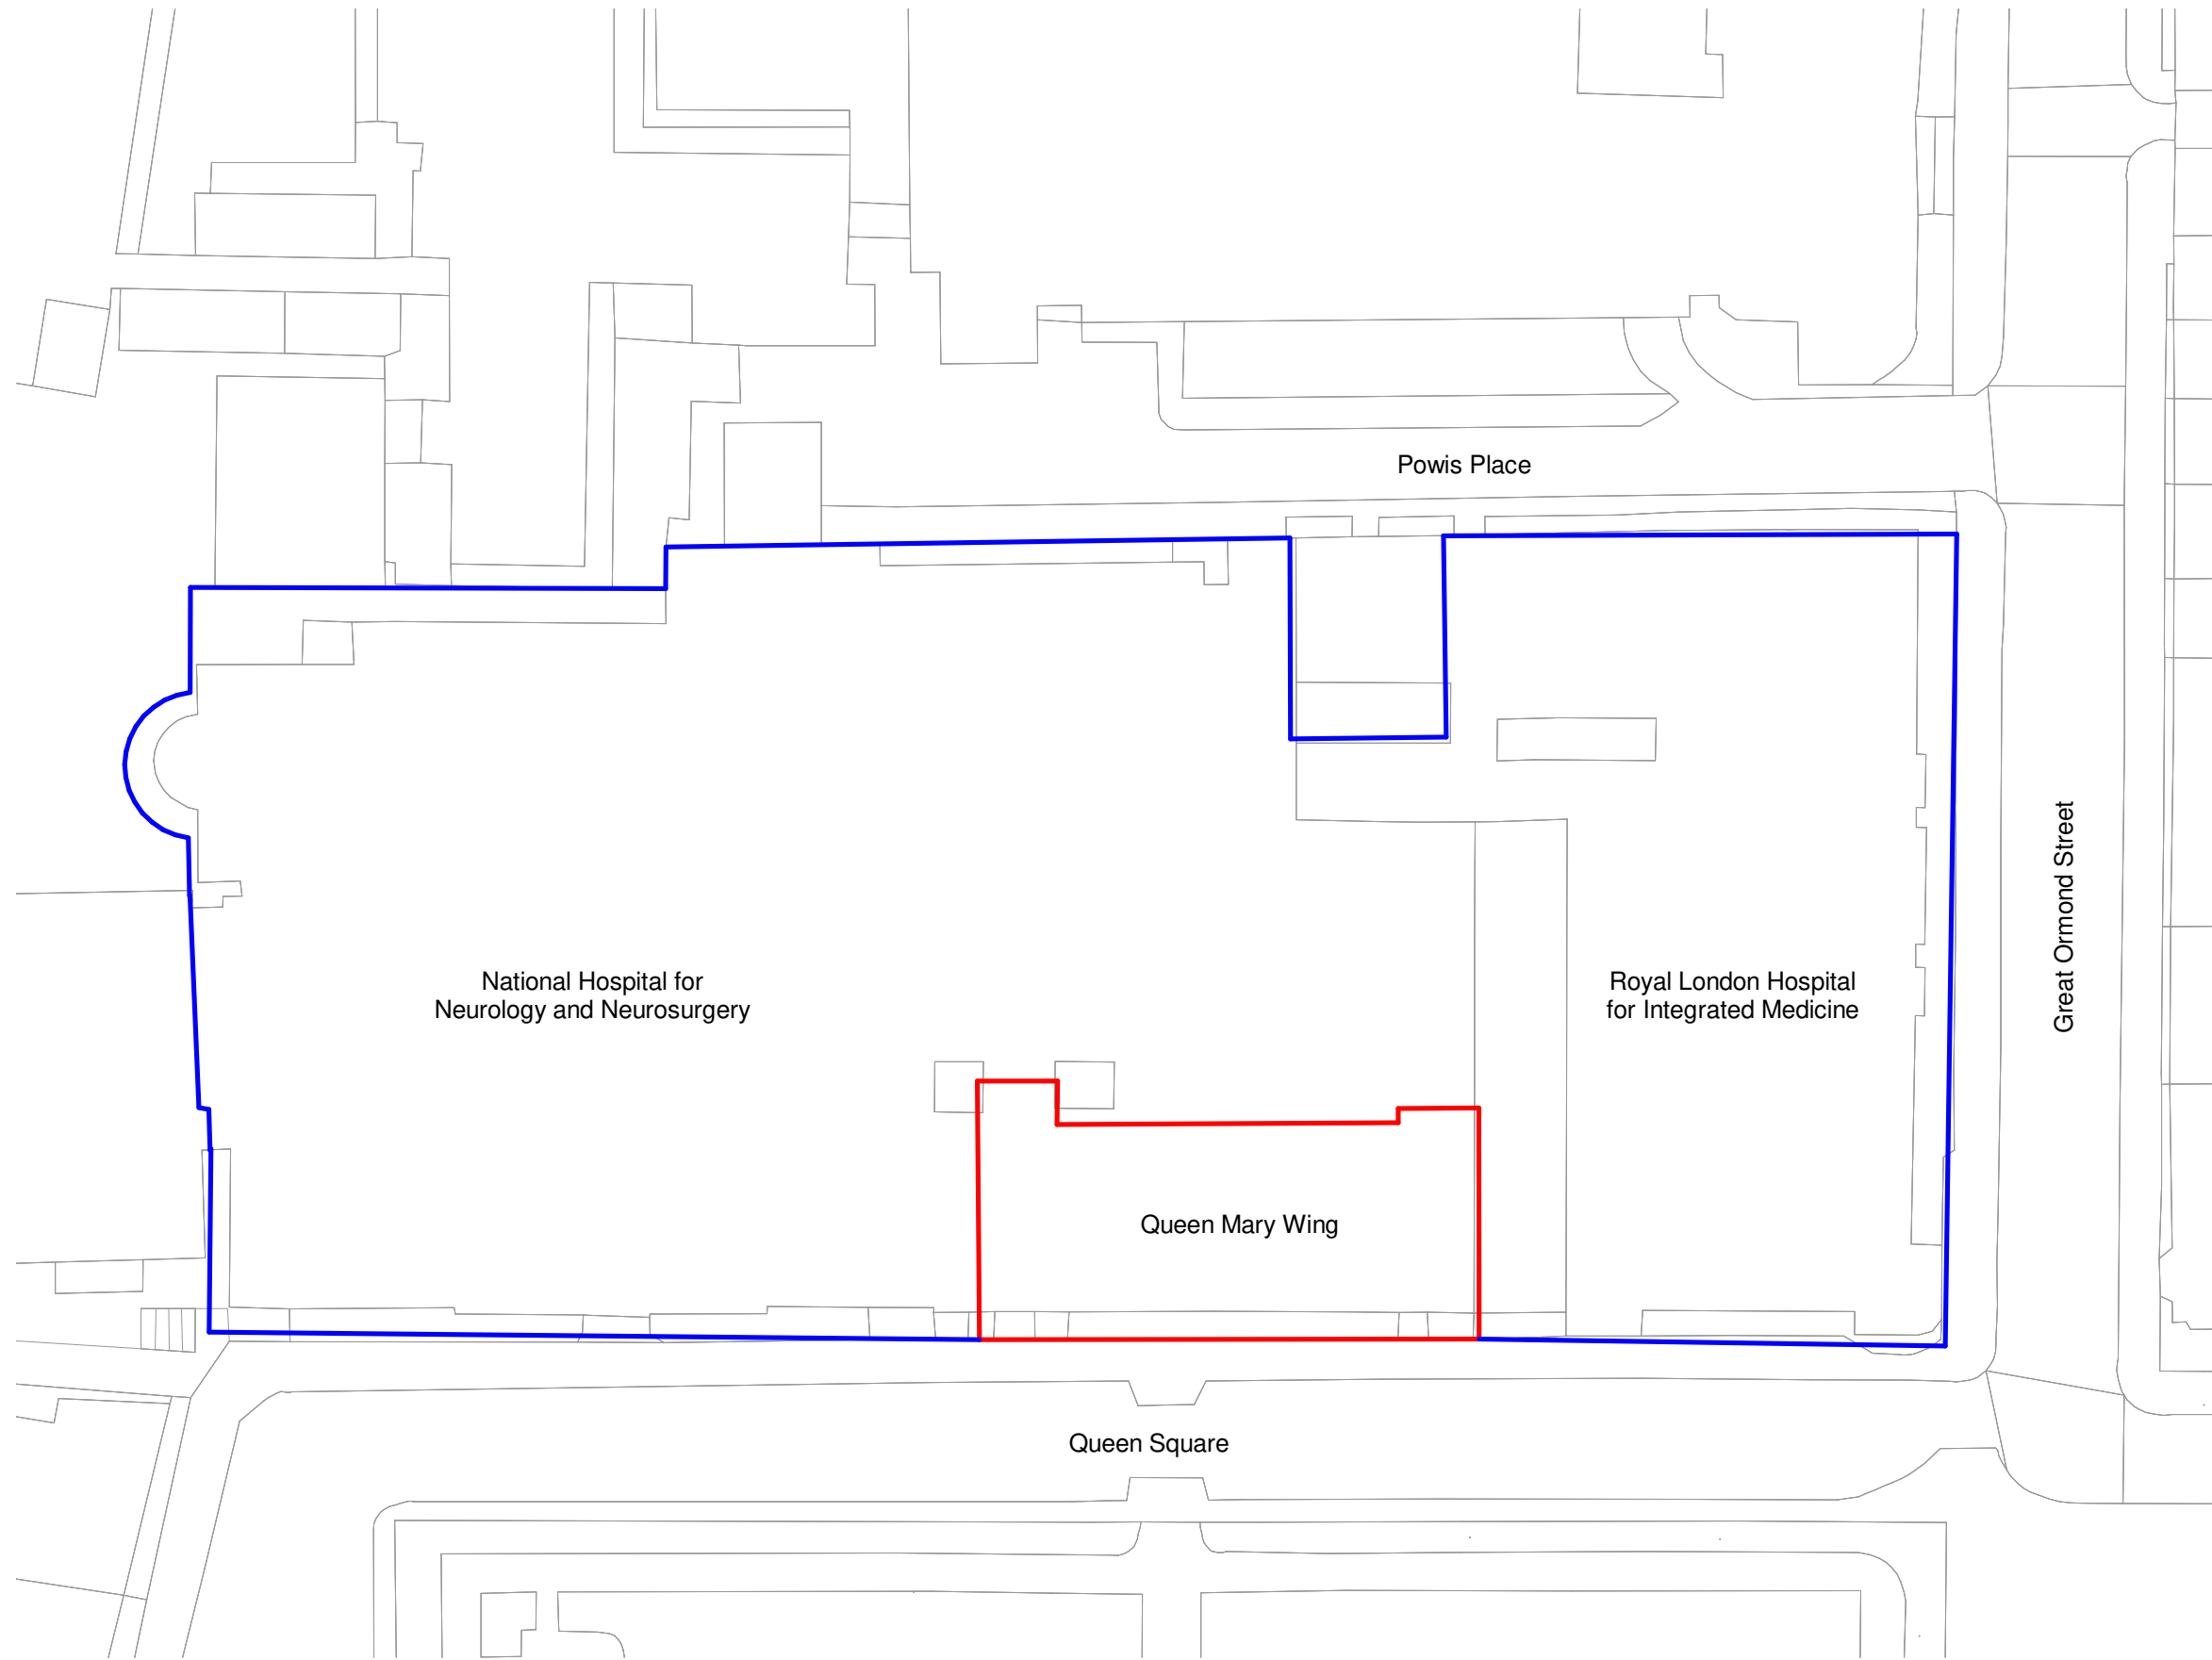 Powis Place
National Hospital for
Neurology and Neurosurgery
Royal London Hospital
for Integrated Medicine
Great Ormond Street
Queen Mary Wing
Queen Square